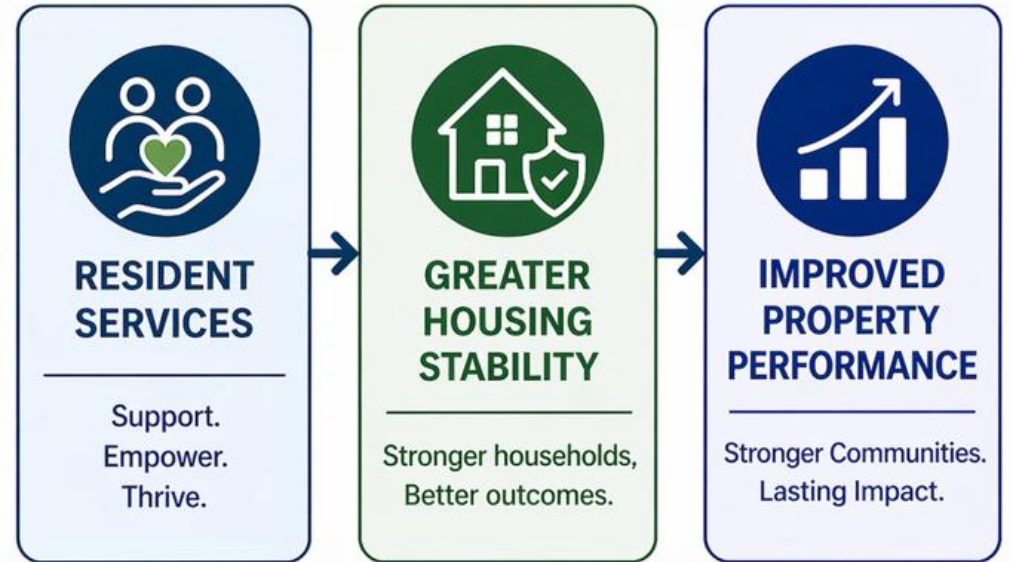 RESIDENT
SERVICES
Support.
Empower.
Thrive.
GREATER
HOUSING
STABILITY
Stronger households,
Better outcomes.
IMPROVED
PROPERTY
PERFORMANCE
Stronger Communities.
Lasting Impact.